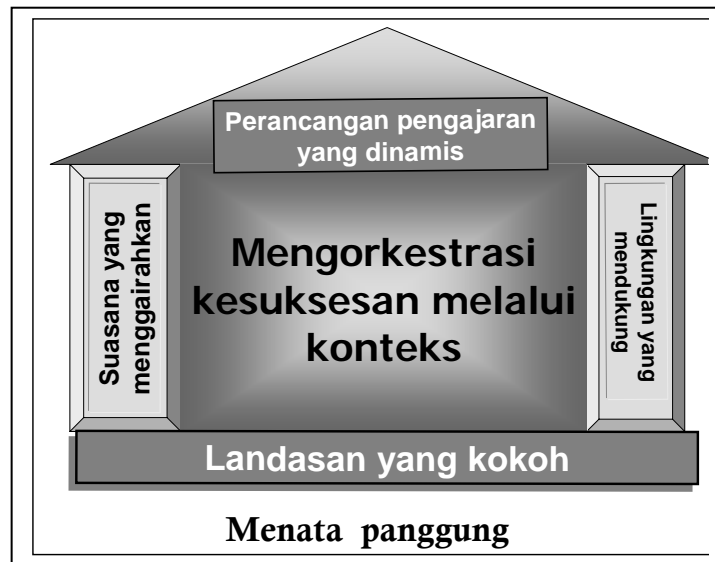 Perancangan pengajaran
yang dinamis
Suasana yang
menggairahkan
Mengorkestrasi
kesuksesan melalui
konteks
Lingkungan yang
mendukung
Landasan yang kokoh
Menata panggung